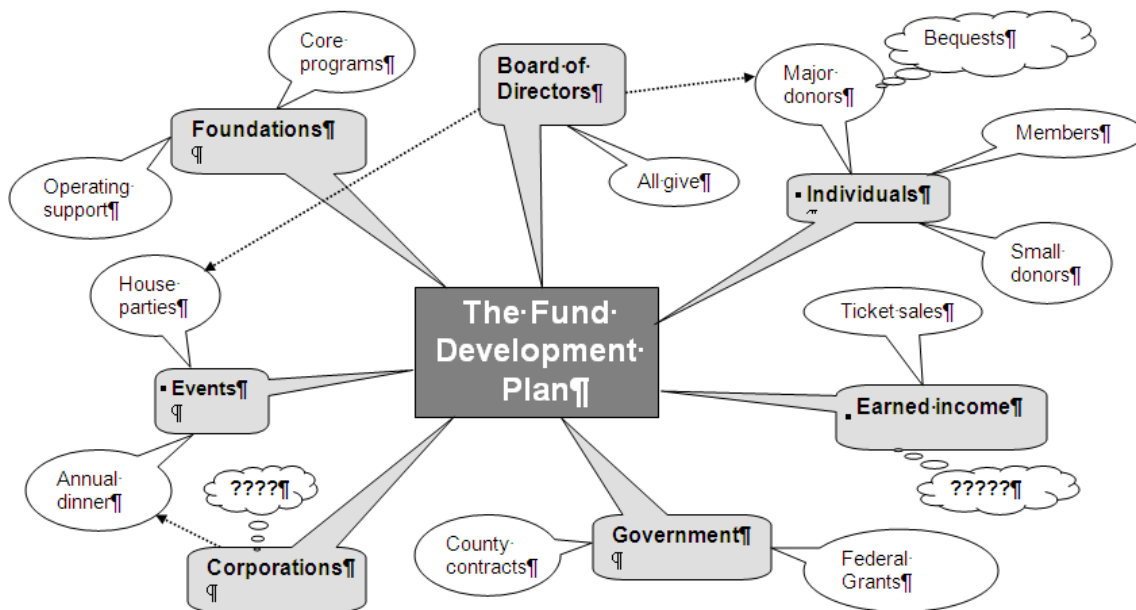 Core·
programs¶
Board·of·
Directors¶
Bequests¶
Major·
donors¶
Foundations¶
¶
Members¶
Operating·
support¶
All·give¶
▪ Individuals¶
¶
Small·
donors¶
House·
parties¶
The·Fund·
Development·
Plan¶
Ticket·sales¶
▪ Events¶
¶
▪ Earned·income¶
Annual·
dinner¶
????¶
?????¶
Corporations¶
¶
County·
contracts¶
Government¶
¶
Federal·
Grants¶